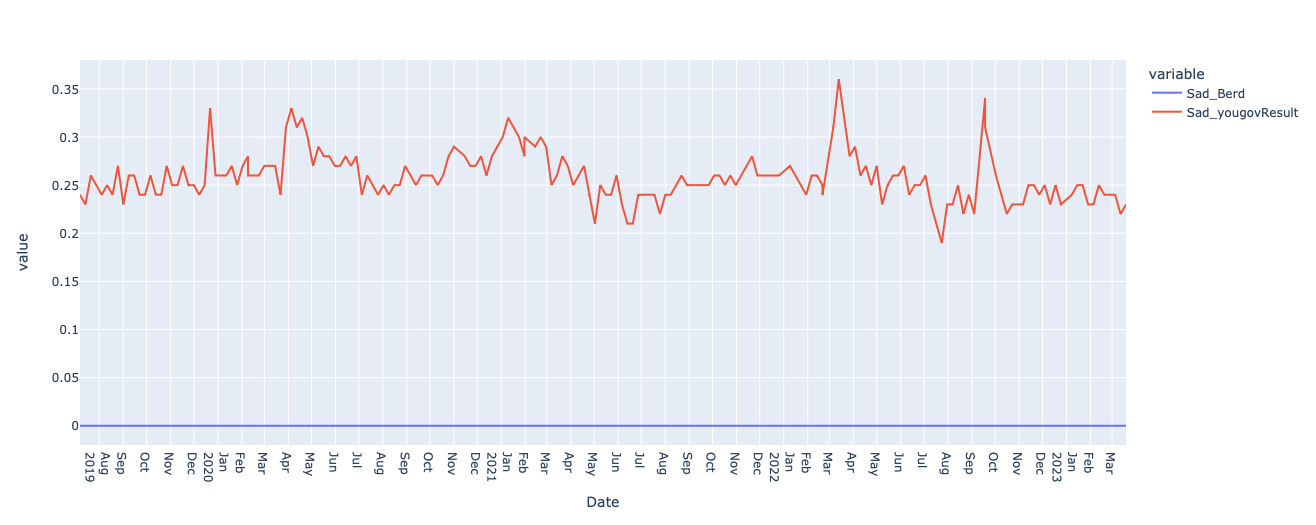 variable
Sad_Berd
Sad_yougovResult
value
0.35
0.3
0.25
0.2
0.15
0.1
0.05
0
2019 Aug Sep Oct Nov Dec 2020 Jan Feb Mar Apr May Jun Jul Aug Sep Oct Nov Dec 2021 Jan Feb Mar Apr May Jun Jul Aug Sep Oct Nov Dec 2022 Jan Feb Mar Apr May Jun Jul Aug Sep Oct Nov Dec 2023 Jan Feb Mar
Date